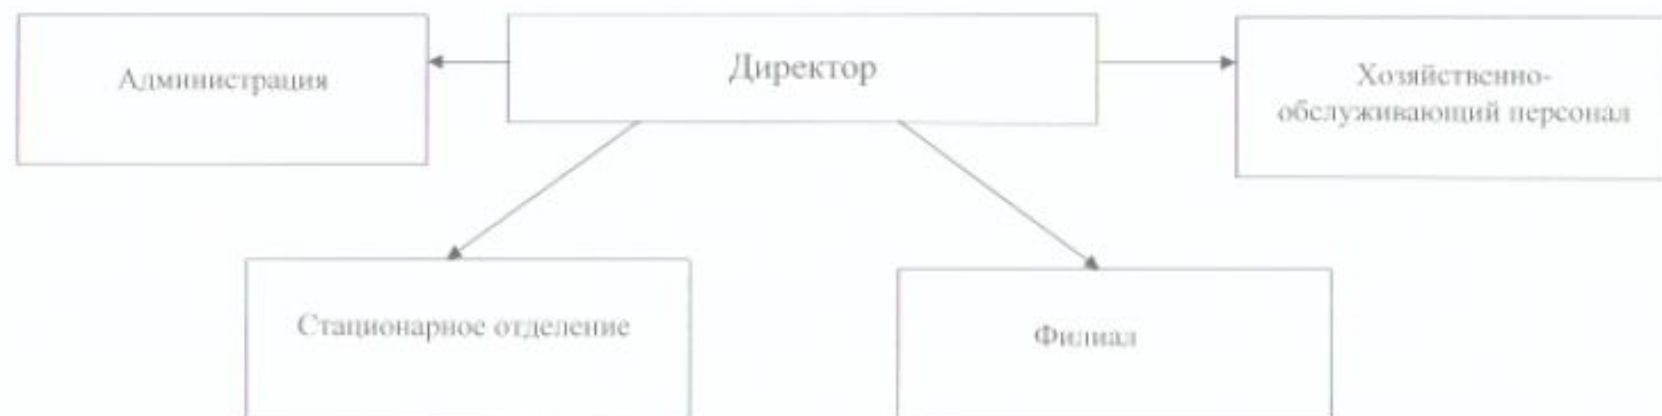 Администрация
Директор
Хозяйственно-
обслуживающий персонал
Стационарное отделение
Филиал